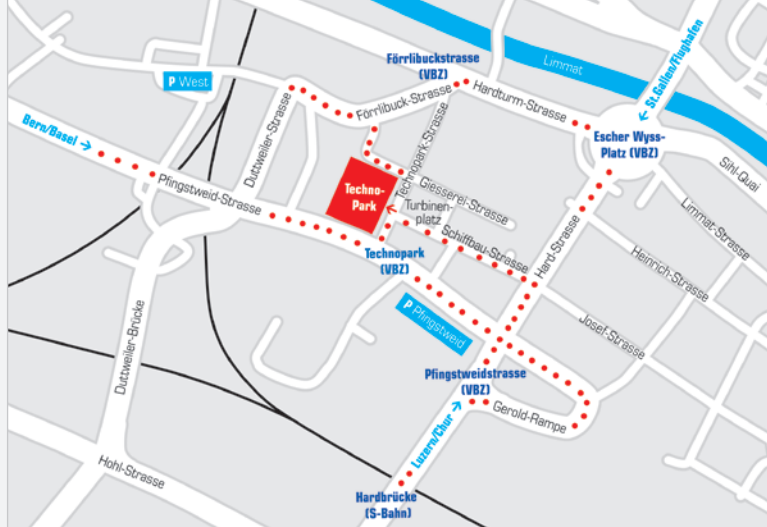 Förrlibuckstrasse
(VBZ)
Limmat
St.Gallen/Flughafen
P West
Förrlibuck-Strasse
Hardturm-Strasse
Bern/Basel
Duttweiler-Strasse
Technopark-Strasse
Escher Wyss-
Platz (VBZ)
Sihl-Quai
Pfingstweid-Strasse
Techno-
Park
Giesserei-Strasse
Turbinen-
platz
Limmat-Strasse
Technopark
(VBZ)
Schiffbau-Strasse
Hard-Strasse
Heinrich-Strasse
P Pfingstweid
Josef-Strasse
Duttweiler-Brücke
Pfingstweidstrasse
(VBZ)
Gerold-Rampe
Luzern/Chur
Hohl-Strasse
Hardbrücke
(S-Bahn)